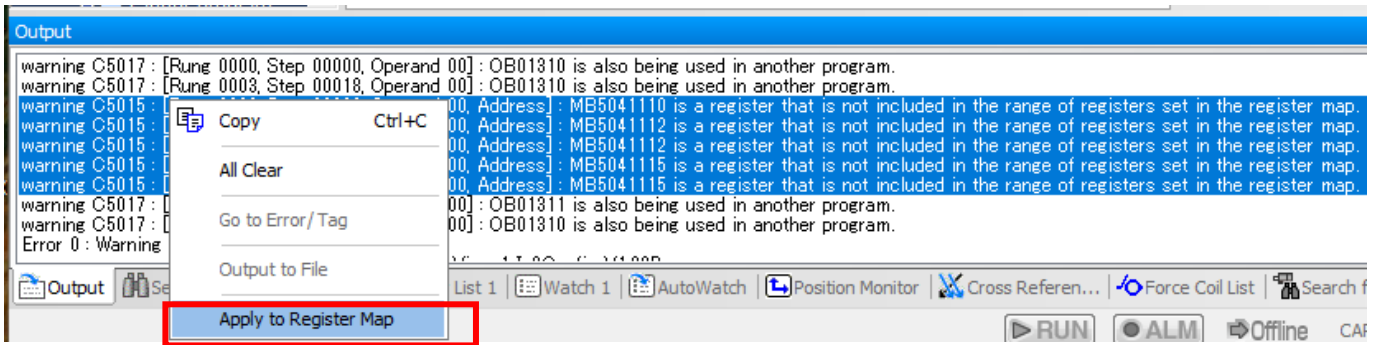 Output
warning C5017 : [Rung 0000, Step 00000, Operand 00] : OB01310 is also being used in another program.
warning C5017 : [Rung 0003, Step 00018, Operand 00] : OB01310 is also being used in another program.
warning C5015 : [ 00, Address] : MB5041110 is a register that is not included in the range of registers set in the register map.
warning C5015 : [ 00, Address] : MB5041112 is a register that is not included in the range of registers set in the register map.
warning C5015 : [ 00, Address] : MB5041112 is a register that is not included in the range of registers set in the register map.
warning C5015 : [ 00, Address] : MB5041115 is a register that is not included in the range of registers set in the register map.
warning C5015 : [ 00, Address] : MB5041115 is a register that is not included in the range of registers set in the register map.
warning C5017 : [ 00] : OB01311 is also being used in another program.
warning C5017 : [ 00] : OB01310 is also being used in another program.
Error 0 : Warning
Copy Ctrl+C
All Clear
Go to Error/ Tag
Output to File
Apply to Register Map
Output Se List 1 Watch 1 AutoWatch Position Monitor Cross Referen... Force Coil List Search f
RUN ALM Offline CAP